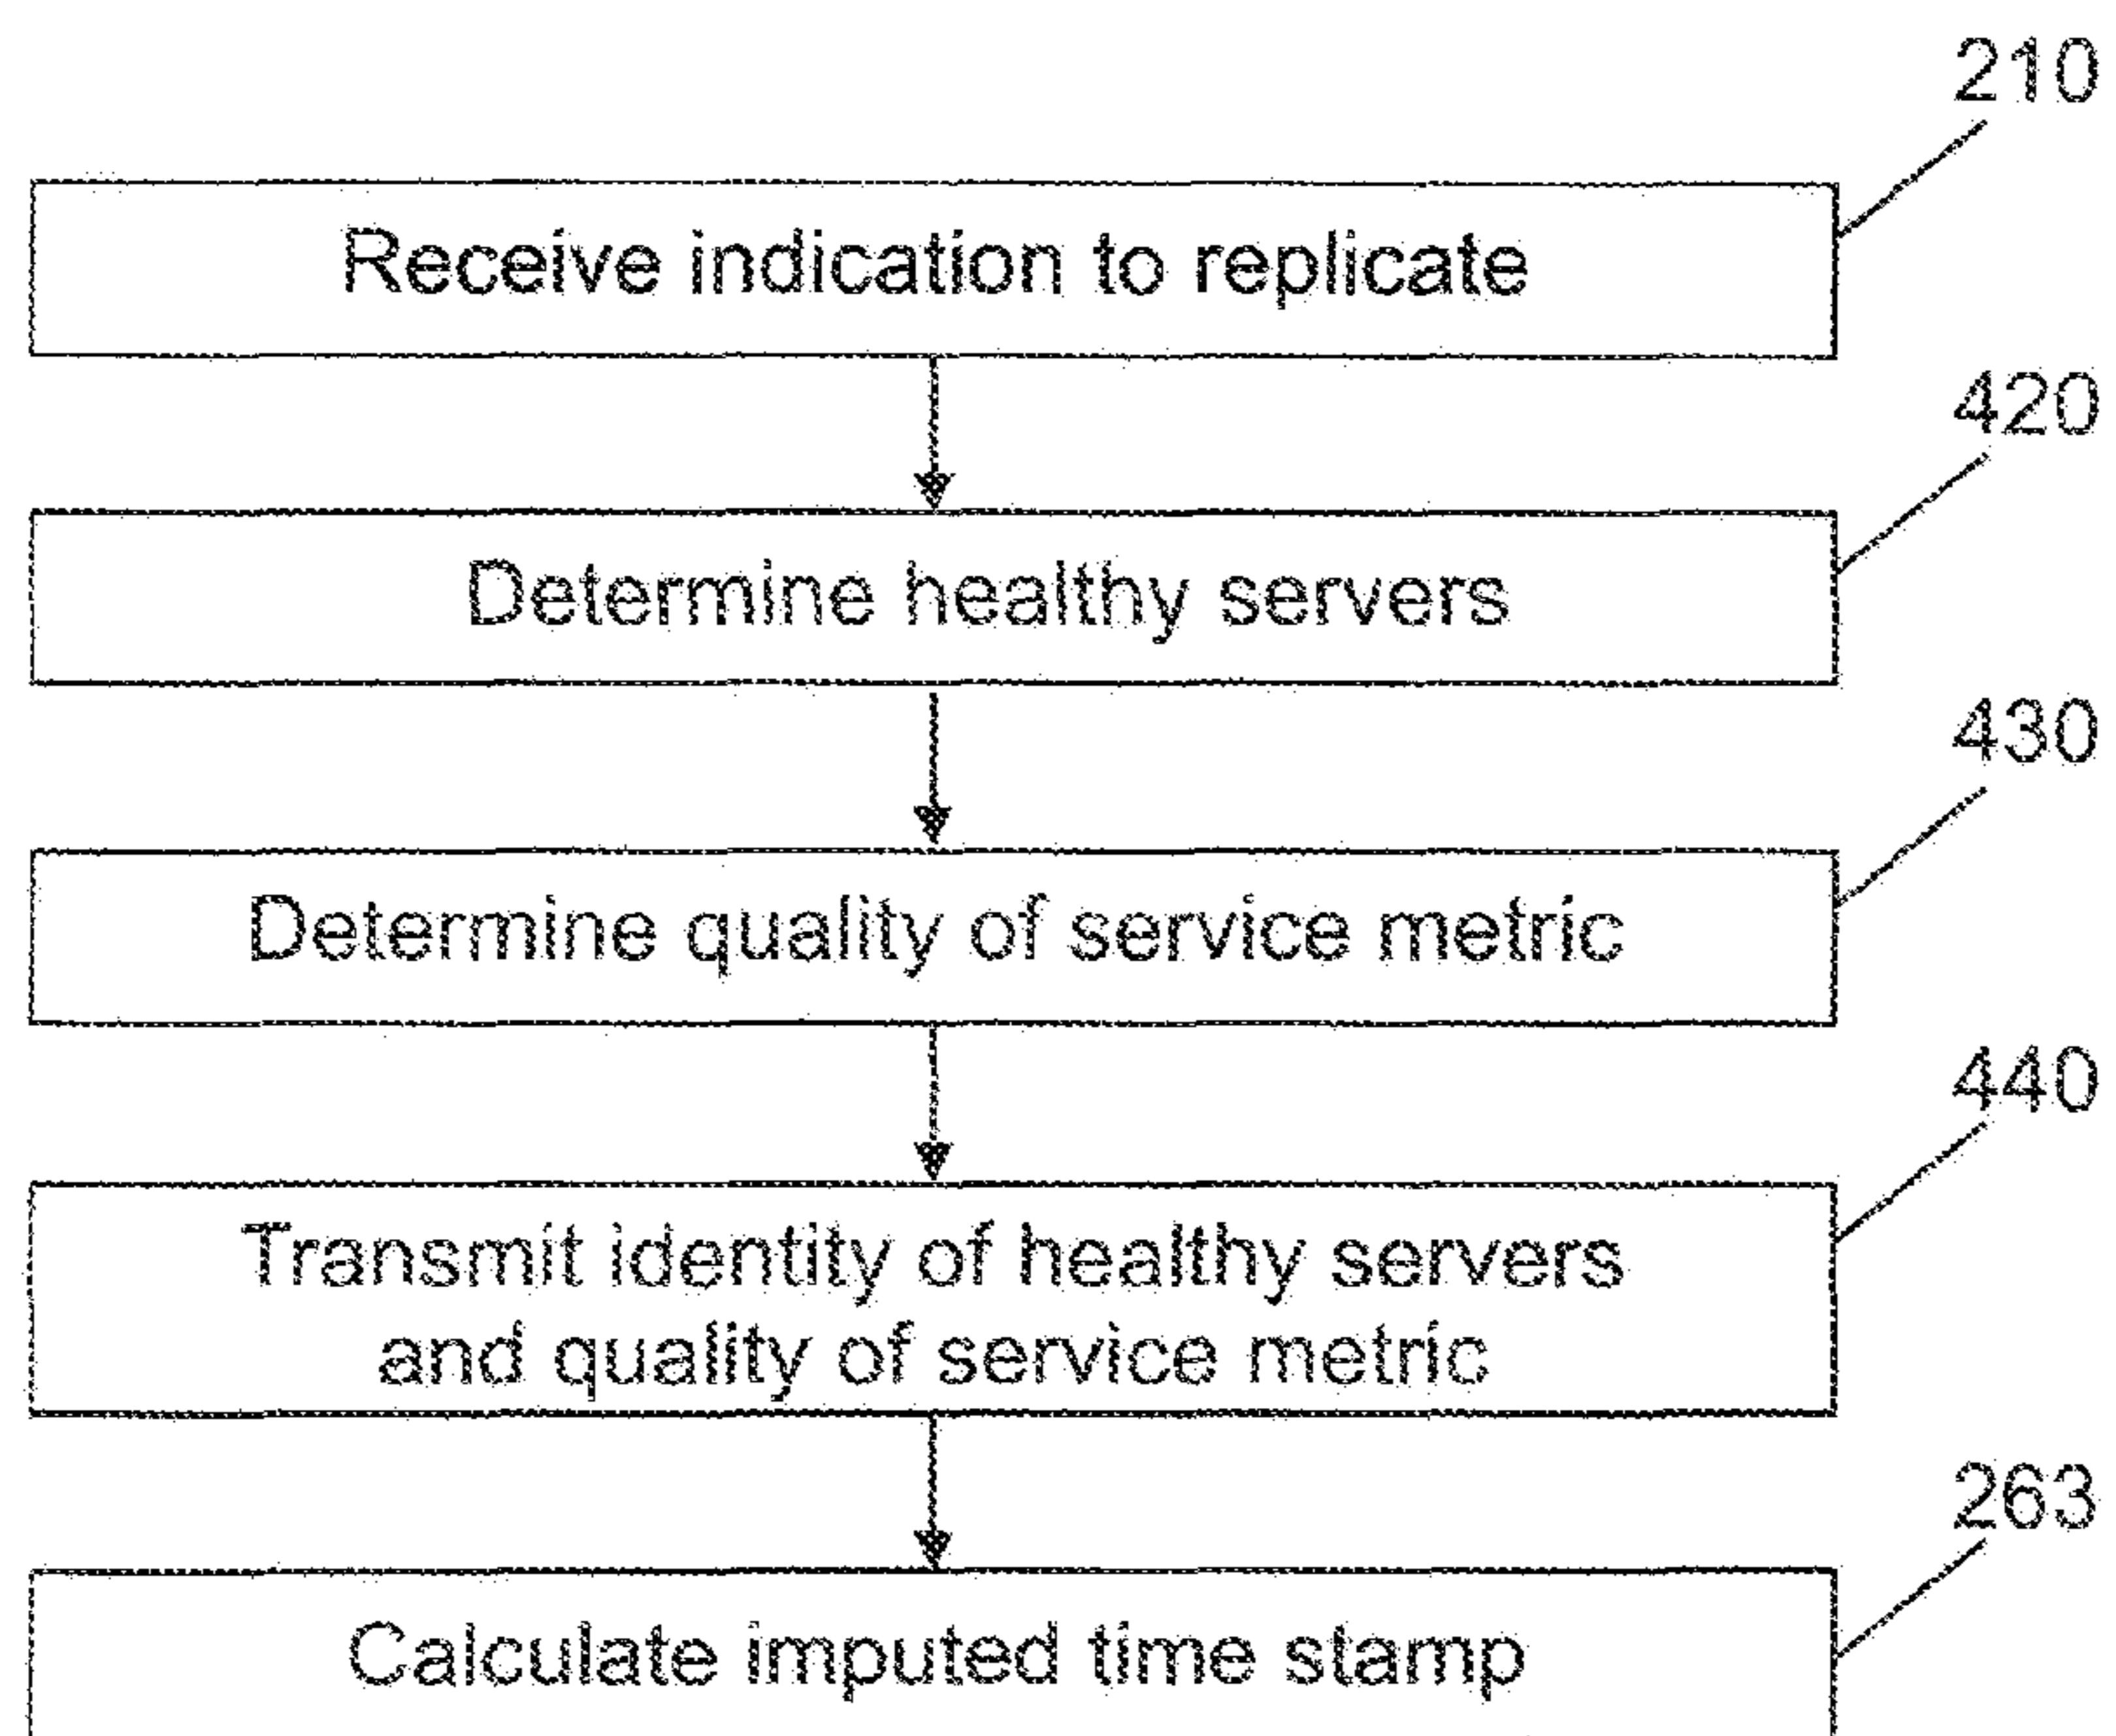 210
Receive indication to replicate
420
Determine healthy servers
430
Determine quality of service metric
440
Transmit identity of healthy servers
and quality of service metric
263
Calculate imputed time stamp